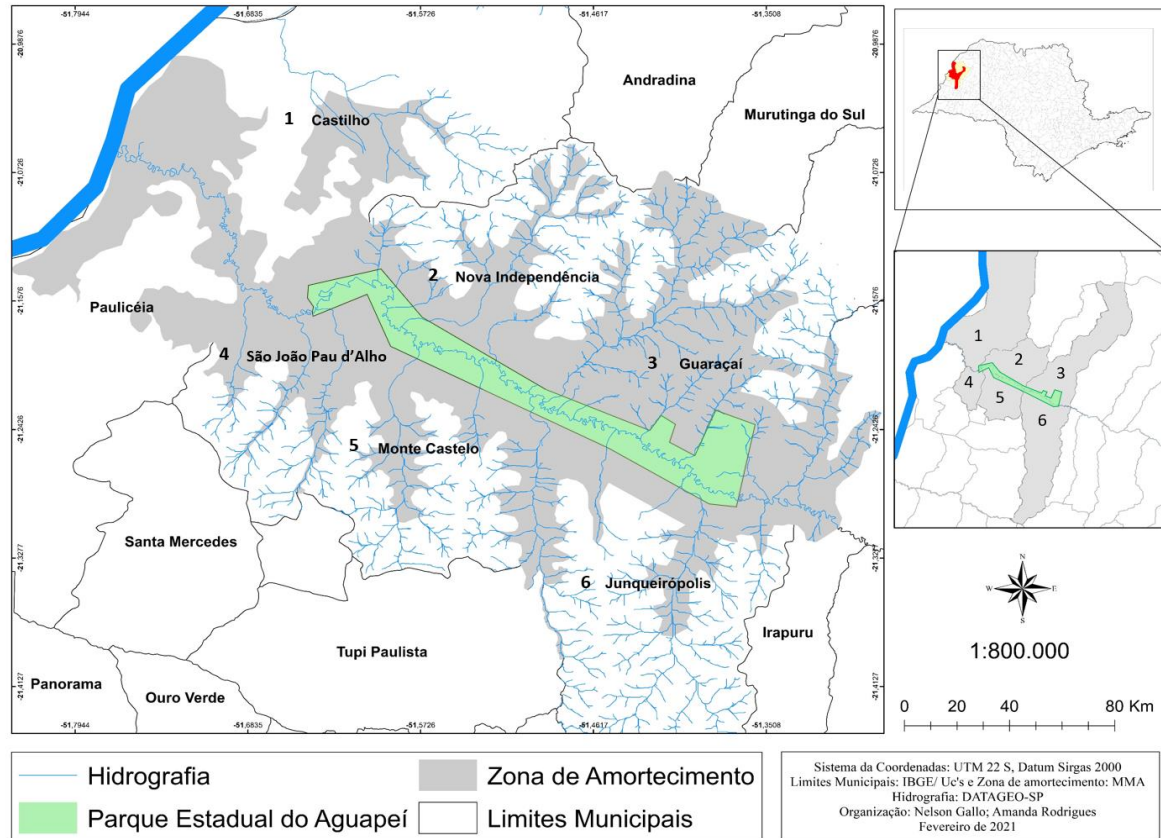 -51.7944 -51.6835 -51.5726 -51.4617 -51.3508
-20.9876 -20.9876
Andradina
1 Castilho
Murutinga do Sul
-21.0726 -21.0726
2 Nova Independência
-21.1576 -21.1576
Paulicéia
4 São João Pau d'Alho
3 Guaraçaí
-21.2426 -21.2426
5 Monte Castelo
Santa Mercedes
-21.3277 -21.3277
6 Junqueirópolis
Irapuru
Tupi Paulista
Panorama
Ouro Verde
-21.4127 -21.4127
-51.7944 -51.6835 -51.5726 -51.4617 -51.3508
1
2
3
4
5
6
N
W E
S
1:800.000
0 20 40 60 80 Km
Hidrografia
Zona de Amortecimento
Parque Estadual do Aguapeí
Limites Municipais
Sistema da Coordenadas: UTM 22 S, Datum Sirgas 2000
Limites Municipais: IBGE/ Uc's e Zona de amortecimento: MMA
Hidrografia: DATAGEO-SP
Organização: Nelson Gallo; Amanda Rodrigues
Fevereiro de 2021